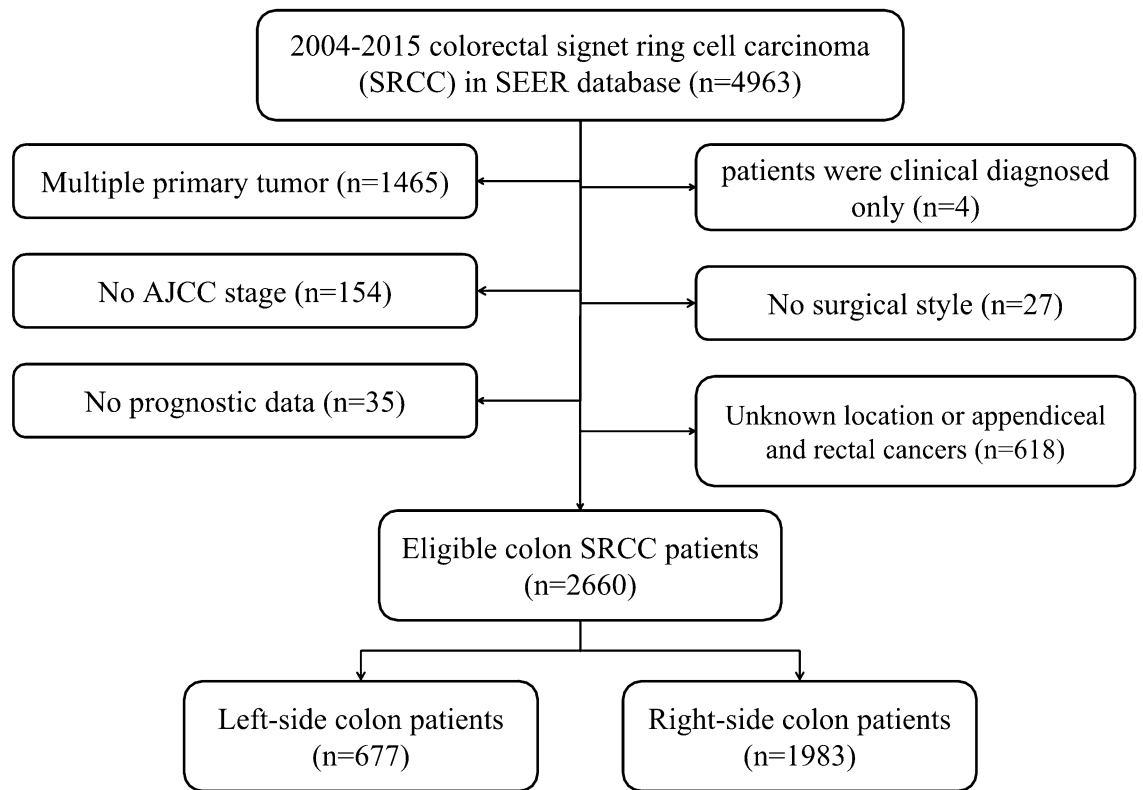 2004-2015 colorectal signet ring cell carcinoma
(SRCC) in SEER database (n=4963)
Multiple primary tumor (n=1465)
patients were clinical diagnosed
only (n=4)
No AJCC stage (n=154)
No surgical style (n=27)
No prognostic data (n=35)
Unknown location or appendiceal
and rectal cancers (n=618)
Eligible colon SRCC patients
(n=2660)
Left-side colon patients
(n=677)
Right-side colon patients
(n=1983)